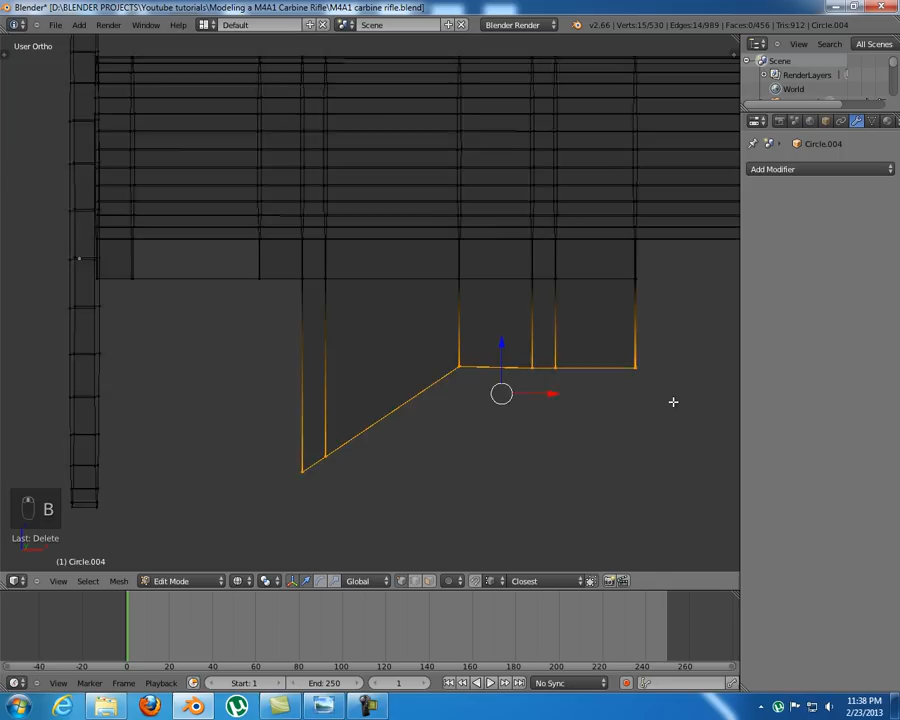 Blender* [D:\BLENDER PROJECTS\Youtube tutorials\Modeling a M4A1 Carbine Rifle\M4A1 carbine rifle.blend]
File Add Render Window Help Default Scene Blender Render v2.66 | Verts:15/530 | Edges:14/989 | Faces:0/456 | Tris:912 | Circle.004
User Ortho
View Search All Scenes
Scene
RenderLayers
World
Circle.004
Add Modifier
B
Last: Delete
(1) Circle.004
View Select Mesh Edit Mode Global Closest
-40 -20 0 20 40 60 80 100 120 140 160 180 200 220 240 260
View Marker Frame Playback Start: 1 End: 250 1 No Sync
11:38 PM
2/23/2013